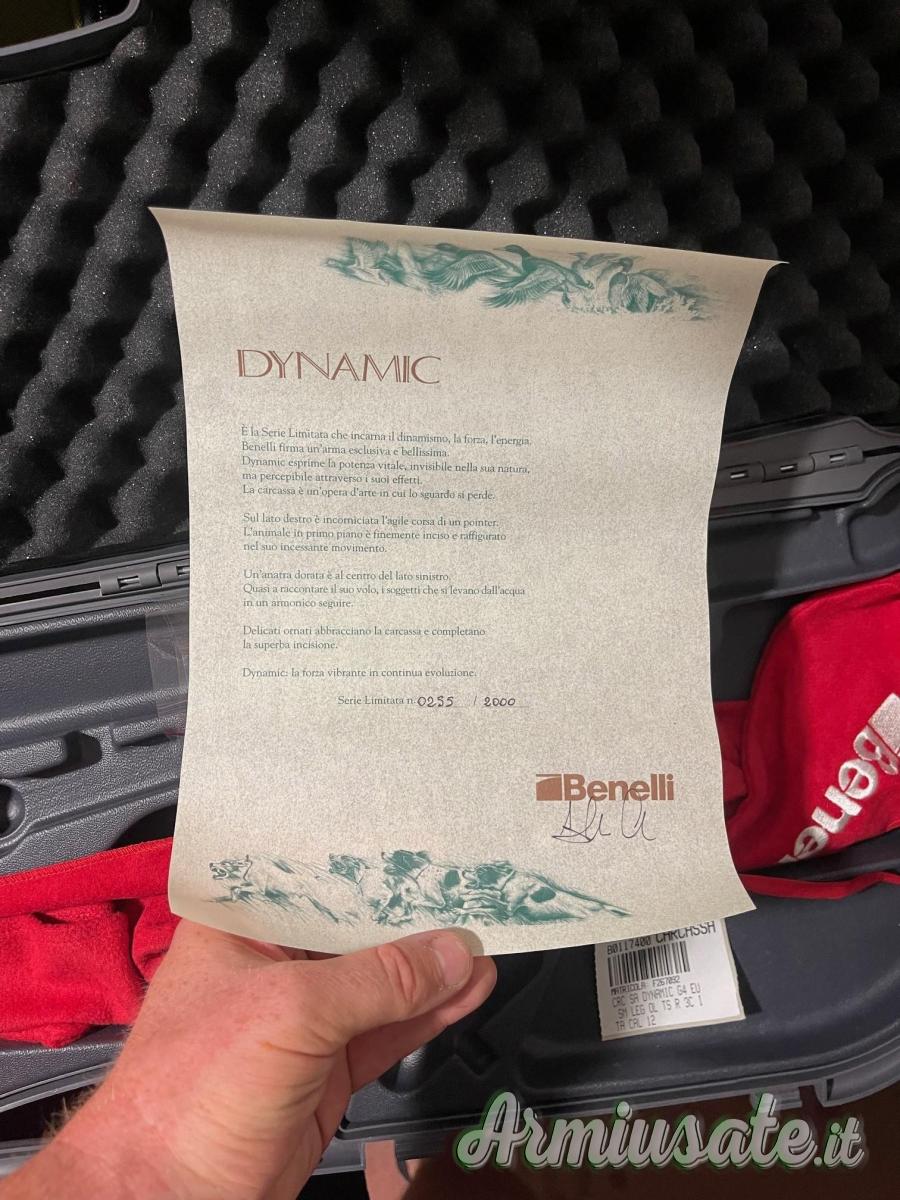 DYNAMIC
È la Serie Limitata che incarna il dinamismo, la forza, l'energia.
Benelli firma un'arma esclusiva e bellissima.
Dynamic esprime la potenza vitale, invisibile nella sua natura,
ma percepibile attraverso i suoi effetti.
La carcassa è un'opera d'arte in cui lo sguardo si perde.
Sul lato destro è incorniciata l'agile corsa di un pointer.
L'animale in primo piano è finemente inciso e raffigurato
nel suo incessante movimento.
Un'anatra dorata è al centro del lato sinistro.
Quasi a raccontare il suo volo, i soggetti che si levano dall'acqua
in un armonico seguire.
Delicati ornati abbracciano la carcassa e completano
la superba incisione.
Dynamic: la forza vibrante in continua evoluzione.
Serie Limitata n. 0255 / 2000
Benelli
Bene
B0117400 CARCASSA
MATRICOLA: F267092
CRC SA DYNAMIC G4 EU
SM LEG OL TS R 3C 1
TA CAL 12
Armiusate.it